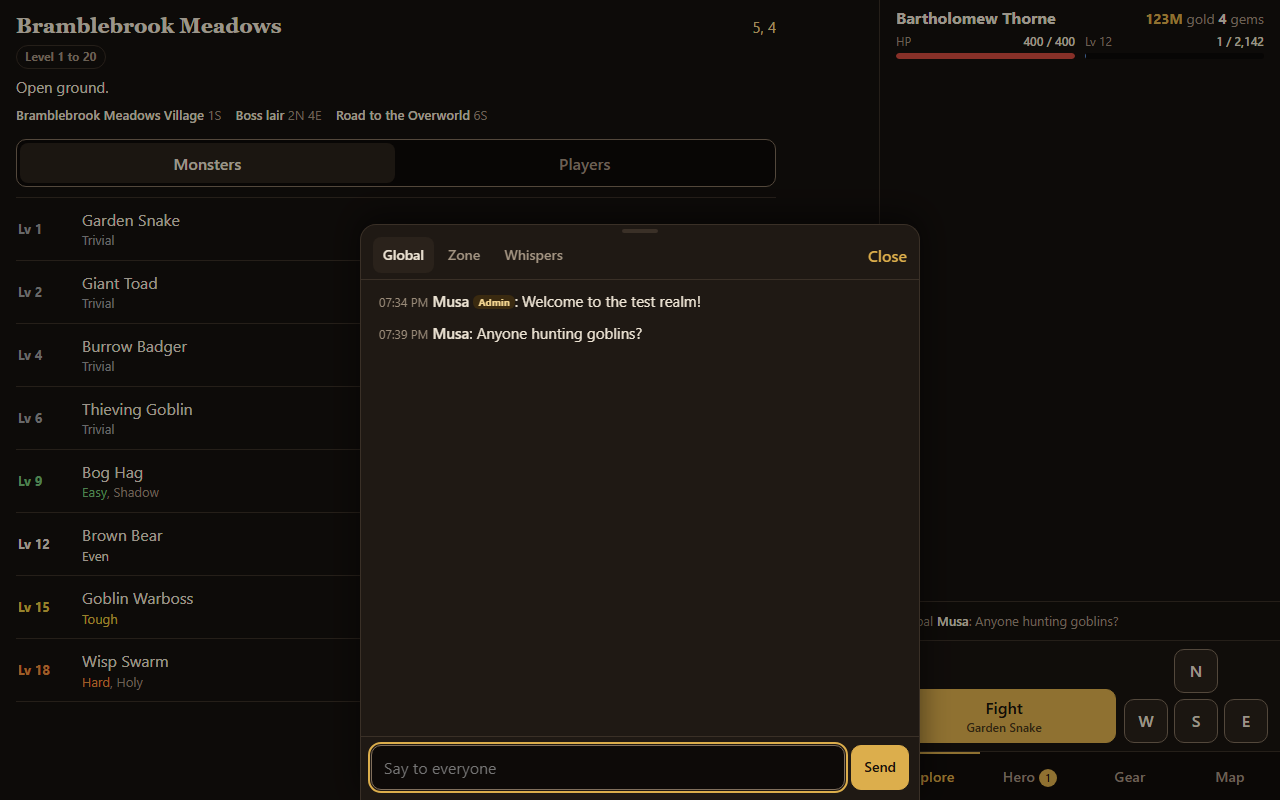 Bramblebrook Meadows
5, 4
Level 1 to 20
Open ground.
Bramblebrook Meadows Village 1S Boss lair 2N 4E Road to the Overworld 6S
Monsters
Players
Lv 1
Garden Snake
Trivial
Lv 2
Giant Toad
Trivial
Lv 4
Burrow Badger
Trivial
Lv 6
Thieving Goblin
Trivial
Lv 9
Bog Hag
Easy, Shadow
Lv 12
Brown Bear
Even
Lv 15
Goblin Warboss
Tough
Lv 18
Wisp Swarm
Hard, Holy
Global
Zone
Whispers
Close
07:34 PM Musa Admin: Welcome to the test realm!
07:39 PM Musa: Anyone hunting goblins?
Say to everyone
Send
Bartholomew Thorne
123M gold 4 gems
HP 400 / 400
Lv 12 1 / 2,142
Musa: Anyone hunting goblins?
N
Fight
Garden Snake
W
S
E
plore
Hero 1
Gear
Map